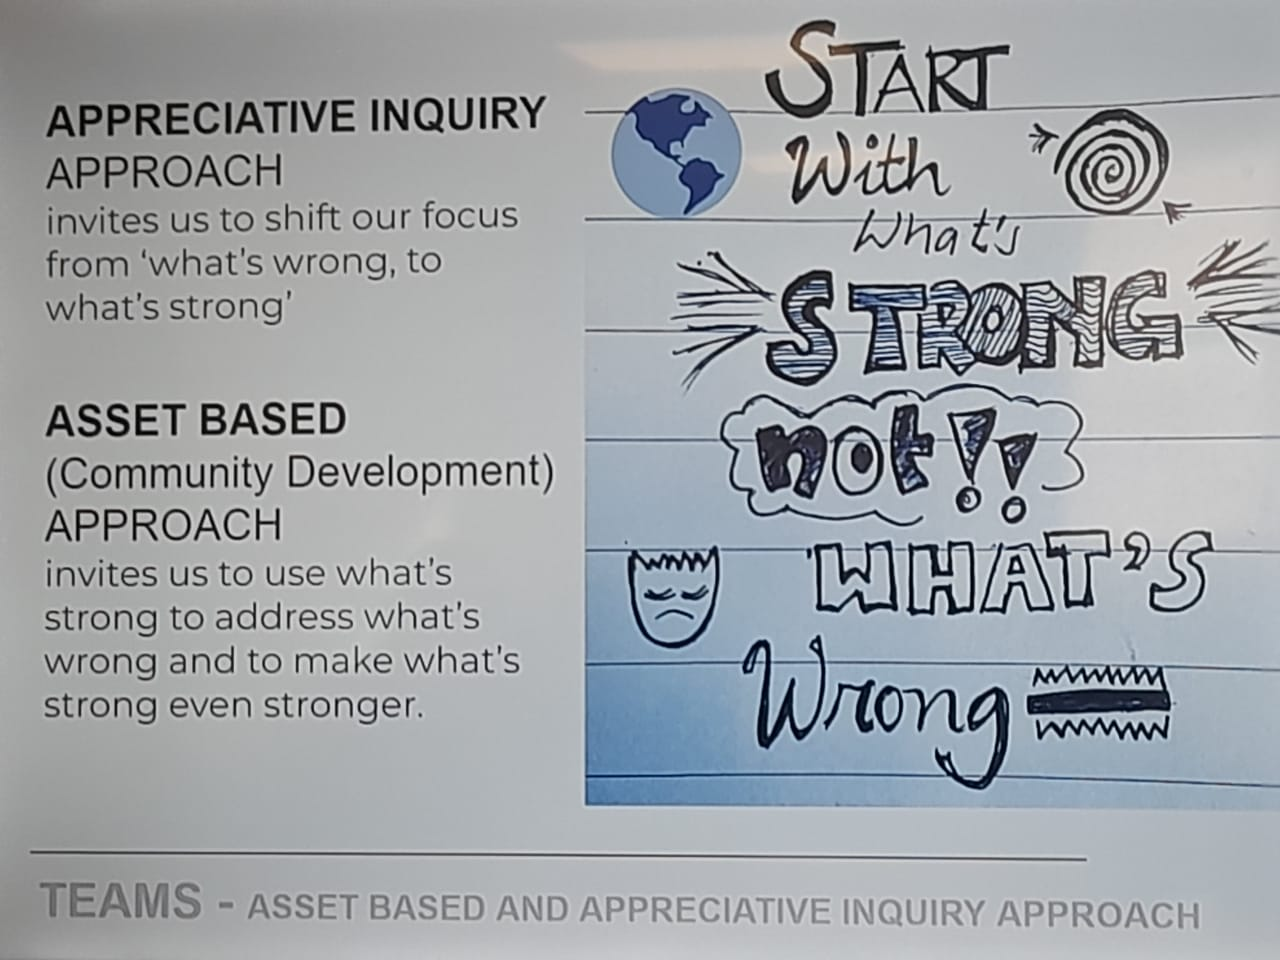 APPRECIATIVE INQUIRY
APPROACH
invites us to shift our focus
from ‘what's wrong, to
what's strong’
ASSET BASED
(Community Development)
APPROACH
invites us to use what's
strong to address what's
wrong and to make what's
strong even stronger.
START
With
What's
STRONG
not!!
WHAT'S
Wrong
TEAMS - ASSET BASED AND APPRECIATIVE INQUIRY APPROACH